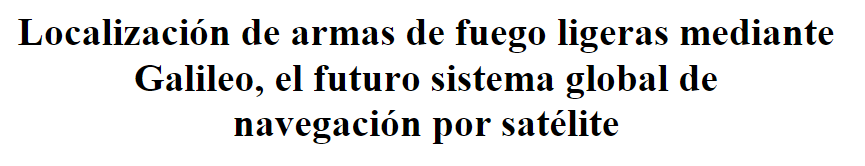 Localización de armas de fuego ligeras mediante
Galileo, el futuro sistema global de
navegación por satélite